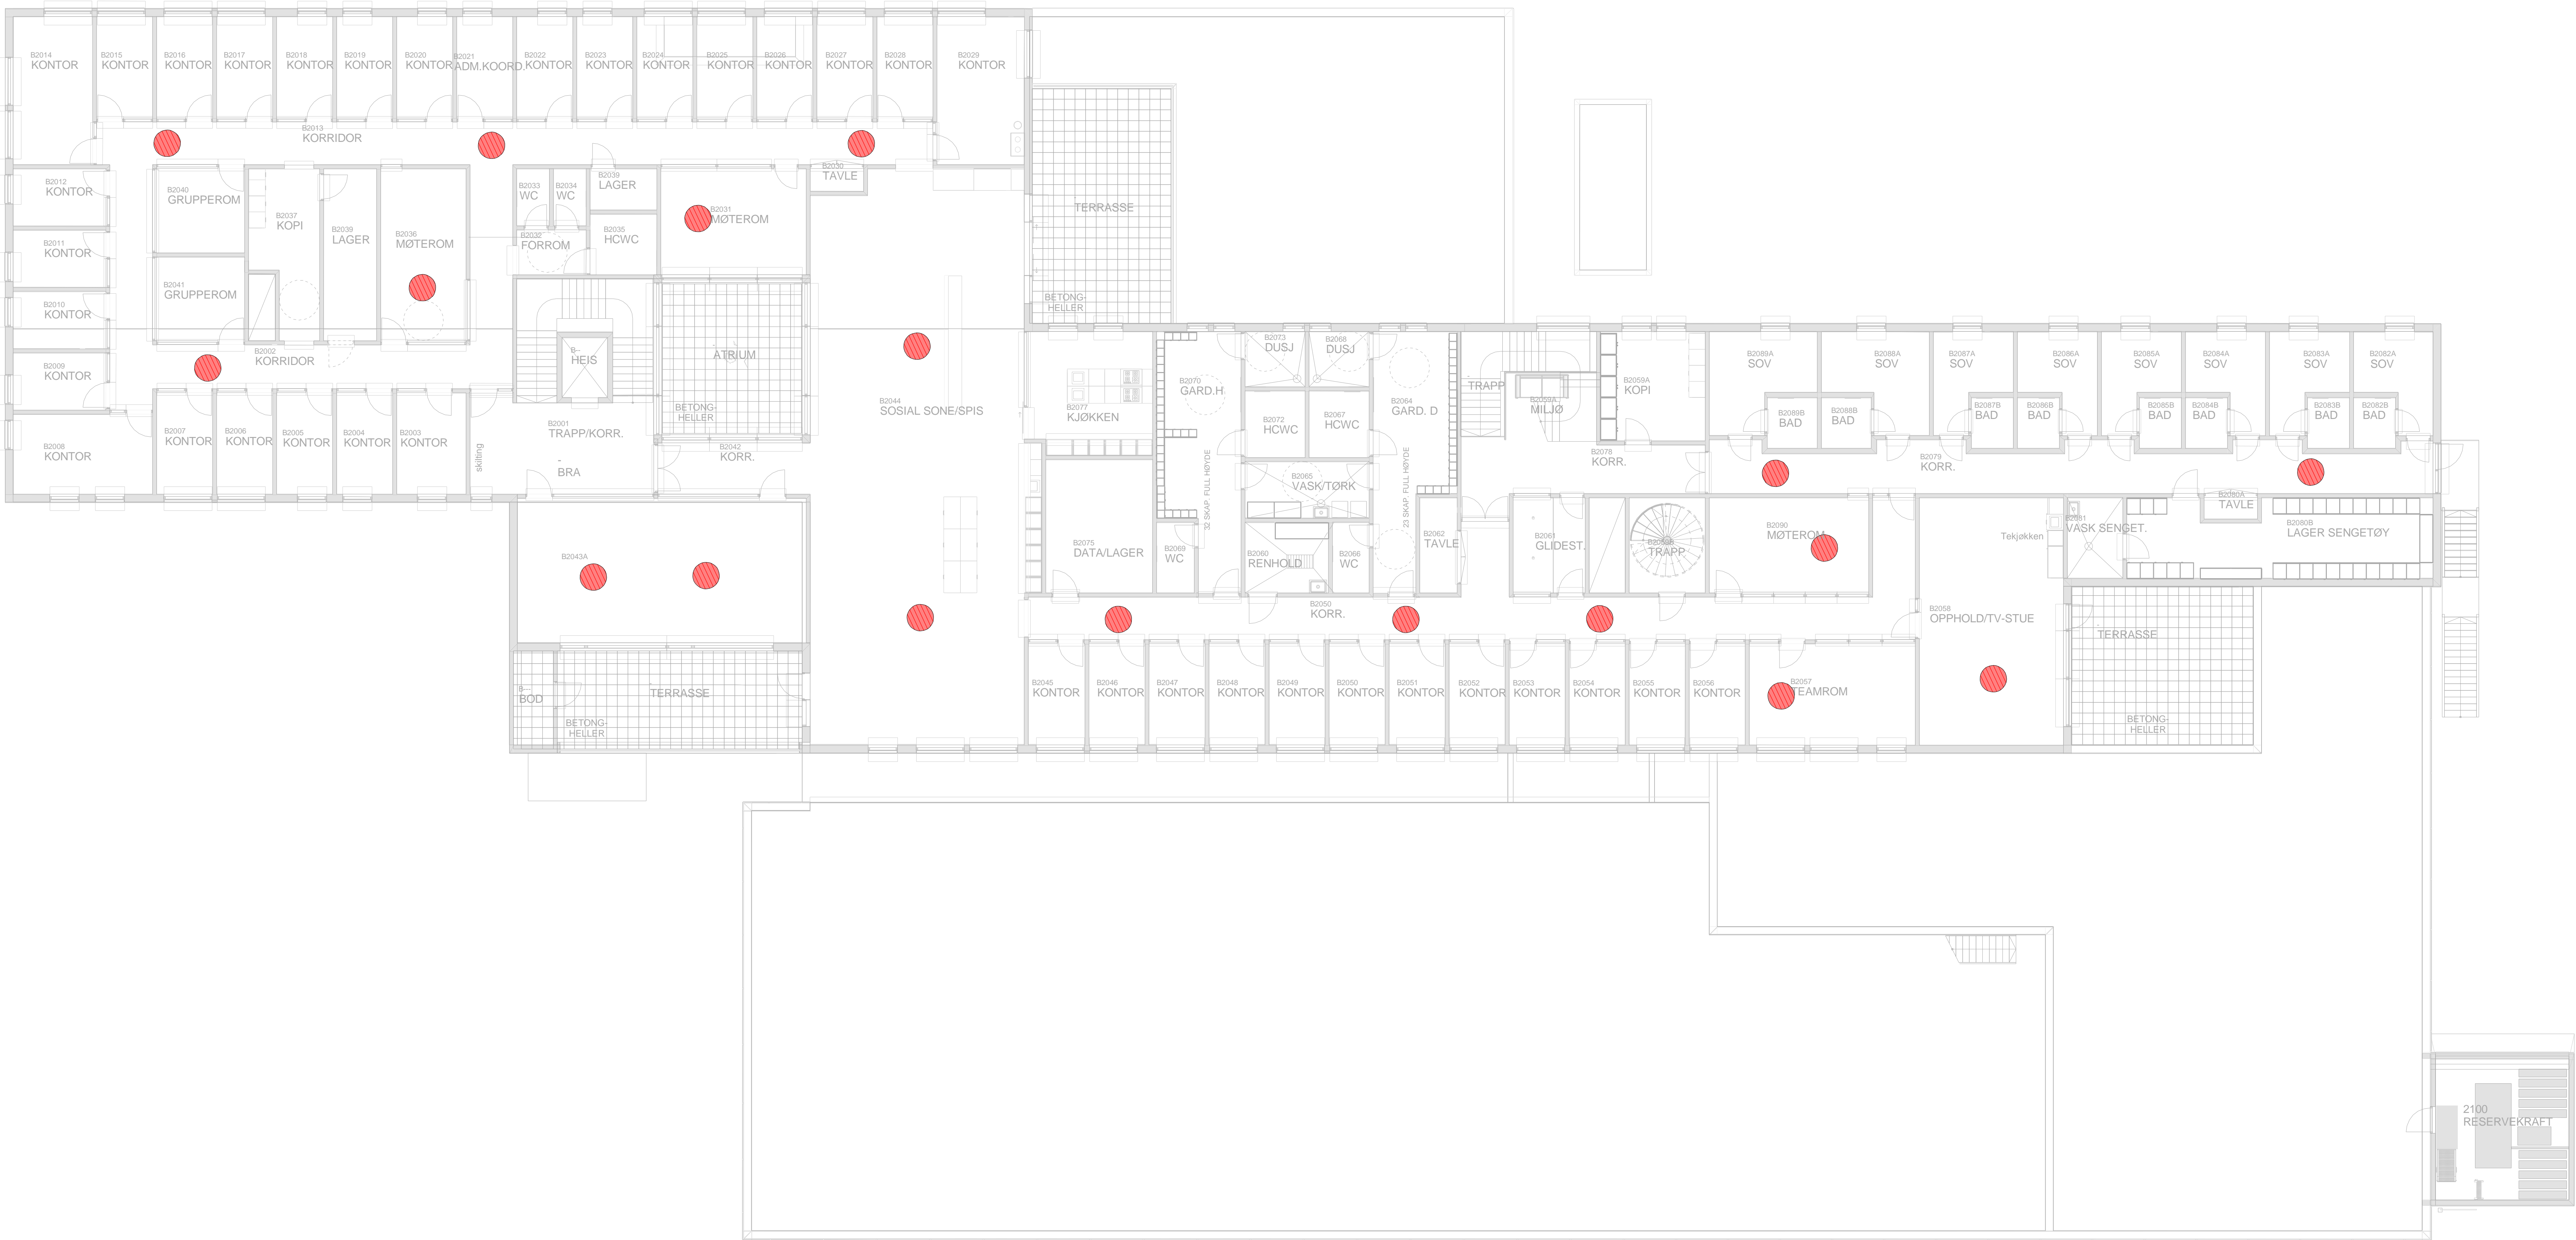 B2014
KONTOR
B2015
KONTOR
B2016
KONTOR
B2017
KONTOR
B2018
KONTOR
B2019
KONTOR
B2020
KONTOR
B2021
ADM.KOORD.
B2022
KONTOR
B2023
KONTOR
B2024
KONTOR
B2025
KONTOR
B2026
KONTOR
B2027
KONTOR
B2028
KONTOR
B2029
KONTOR
B2013
KORRIDOR
B2012
KONTOR
B2040
GRUPPEROM
B2037
KOPI
B2039
LAGER
B2036
MØTEROM
B2033
WC
B2034
WC
B2039
LAGER
B2035
HCWC
B2032
FORROM
B2031
MØTEROM
B2030
TAVLE
TERRASSE
BETONG-
HELLER
B2011
KONTOR
B2041
GRUPPEROM
B2010
KONTOR
B2009
KONTOR
B2002
KORRIDOR
B---
HEIS
ATRIUM
BETONG-
HELLER
B2008
KONTOR
B2007
KONTOR
B2006
KONTOR
B2005
KONTOR
B2004
KONTOR
B2003
KONTOR
skilting
B2001
TRAPP/KORR.
-
BRA
B2042
KORR.
B2044
SOSIAL SONE/SPIS
B2043A
B---
BOD
TERRASSE
BETONG-
HELLER
B2077
KJØKKEN
B2070
GARD.H
B2073
DUSJ
B2068
DUSJ
B2072
HCWC
B2067
HCWC
B2064
GARD. D
32 SKAP. FULL HØYDE
23 SKAP. FULL HØYDE
B2065
VASK/TØRK
B2075
DATA/LAGER
B2069
WC
B2060
RENHOLD
B2066
WC
B2062
TAVLE
TRAPP
B2059A
MILJØ
B2059A
KOPI
B2078
KORR.
B2061
GLIDEST.
TRAPP
B2090
MØTEROM
B2089A
SOV
B2088A
SOV
B2087A
SOV
B2086A
SOV
B2085A
SOV
B2084A
SOV
B2083A
SOV
B2082A
SOV
B2089B
BAD
B2088B
BAD
B2087B
BAD
B2086B
BAD
B2085B
BAD
B2084B
BAD
B2083B
BAD
B2082B
BAD
B2079
KORR.
Tekjøkken
B2081
VASK SENGET.
B2080A
TAVLE
B2080B
LAGER SENGETØY
B2050
KORR.
B2058
OPPHOLD/TV-STUE
TERRASSE
BETONG-
HELLER
B2045
KONTOR
B2046
KONTOR
B2047
KONTOR
B2048
KONTOR
B2049
KONTOR
B2050
KONTOR
B2051
KONTOR
B2052
KONTOR
B2053
KONTOR
B2054
KONTOR
B2055
KONTOR
B2056
KONTOR
B2057
TEAMROM
2100
RESERVEKRAFT